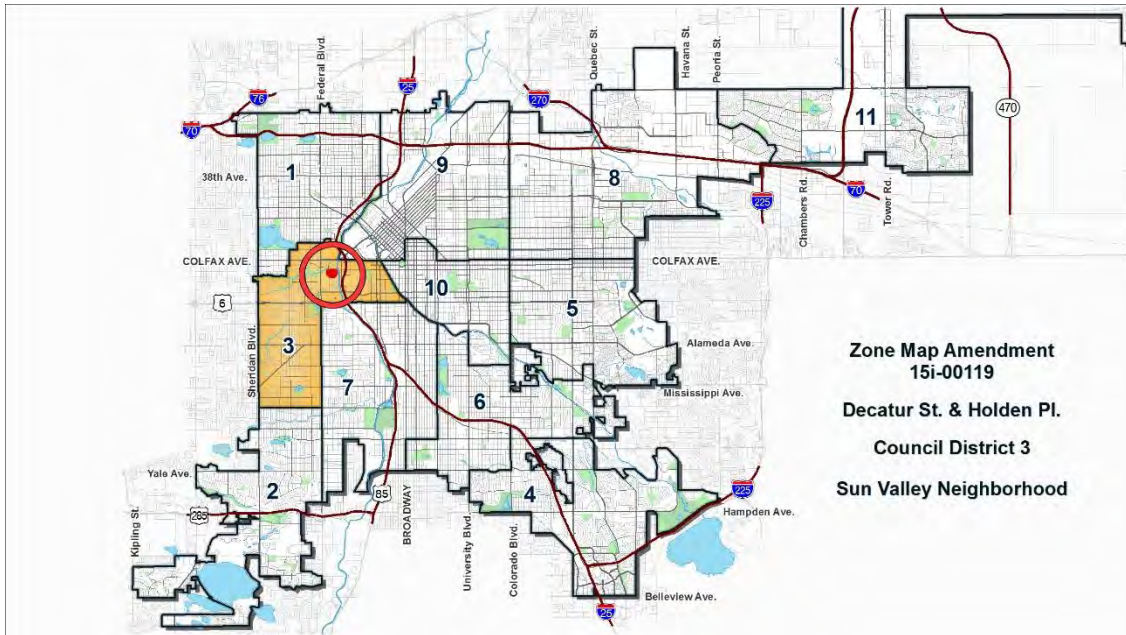 Federal Blvd.
25
Quebec St.
Havana St.
Peoria St.
76
270
70
470
11
1
9
8
38th Ave.
225
Chambers Rd.
70
Tower Rd.
COLFAX AVE.
COLFAX AVE.
10
6
5
3
Sheridan Blvd.
Alameda Ave.
7
6
Mississippi Ave.
Yale Ave.
2
85
4
225
285
Hampden Ave.
Kipling St.
BROADWAY
University Blvd.
Colorado Blvd.
Belleview Ave.
25
Zone Map Amendment
15i-00119
Decatur St. & Holden Pl.
Council District 3
Sun Valley Neighborhood